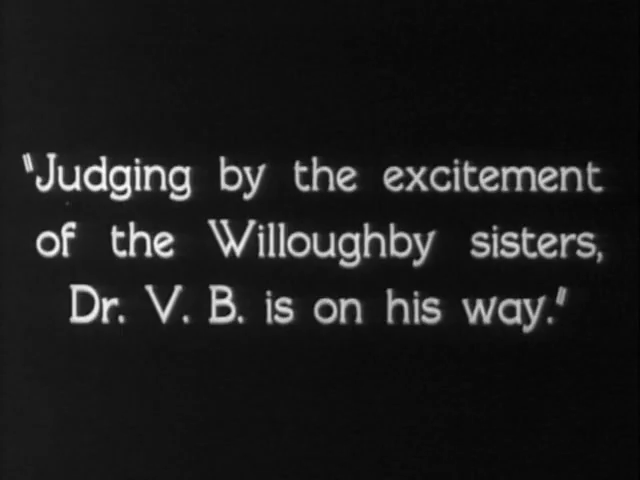 "Judging by the excitement
of the Willoughby sisters,
Dr. V. B. is on his way."